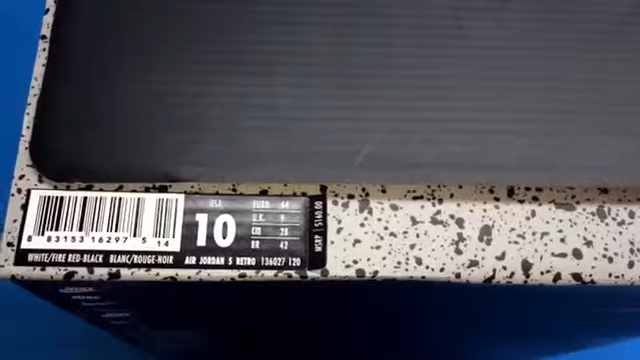 8 83153 16297 5 14
USA
10
EURO 44
U.K. 9
CM 28
BR 42
MSRP $160.00
WHITE/FIRE RED-BLACK BLANC/ROUGE-NOIR
AIR JORDAN 5 RETRO 136027 120